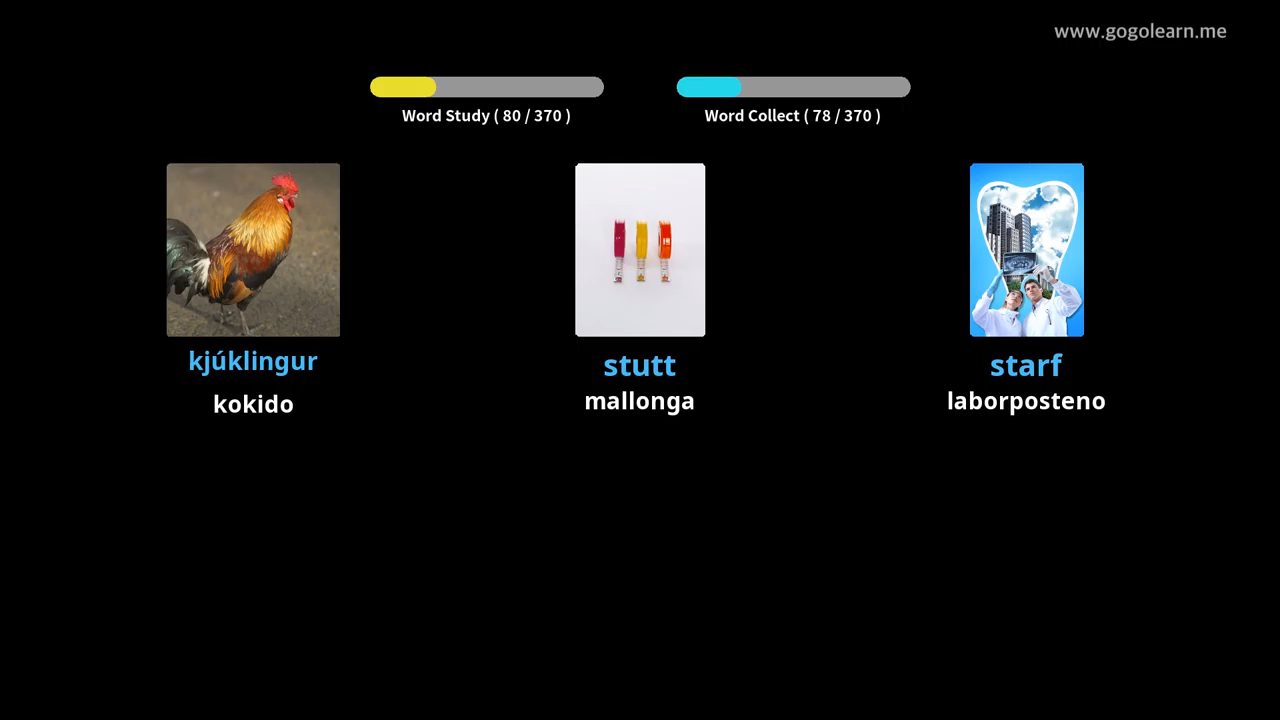 www.gogolearn.me
Word Study ( 80 / 370 )
Word Collect ( 78 / 370 )
kjúklingur
kokido
stutt
mallonga
starf
laborposteno